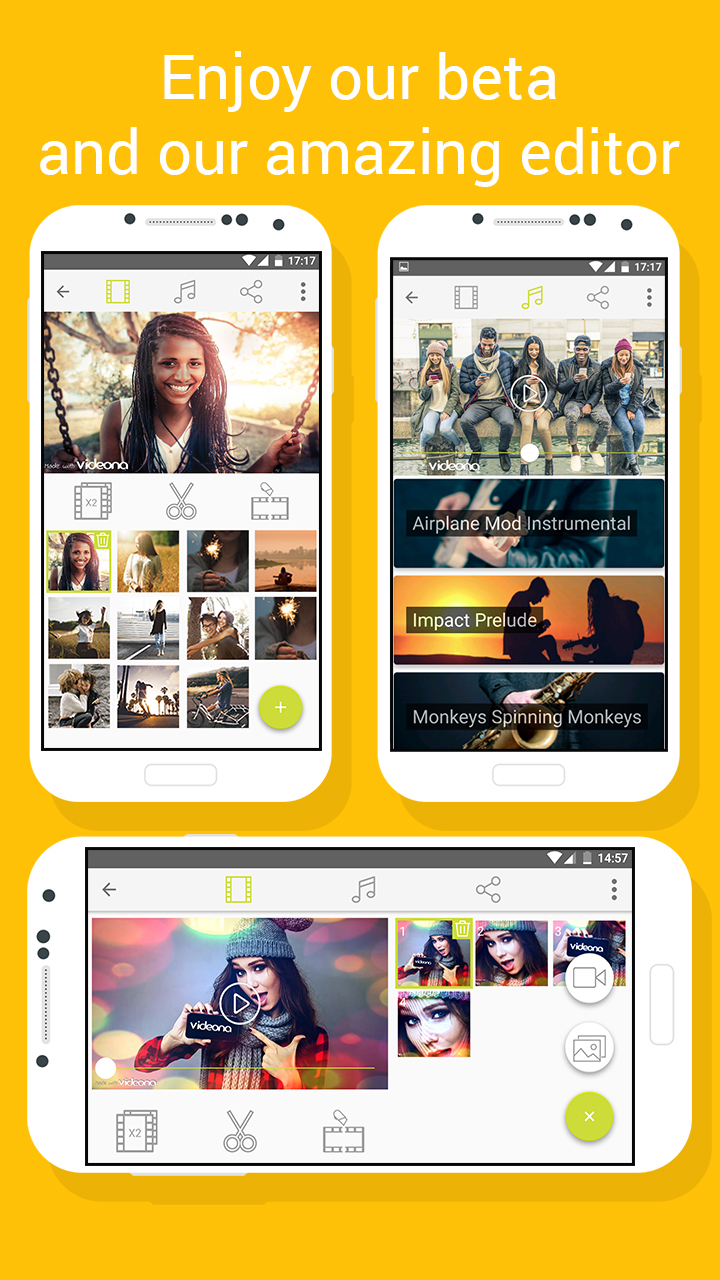 Enjoy our beta
and our amazing editor
17:17
Made with videona
X2
17:17
videona
Airplane Mod Instrumental
Impact Prelude
Monkeys Spinning Monkeys
14:57
1
2
3
videona
videona
videona
4
made with videona
X2